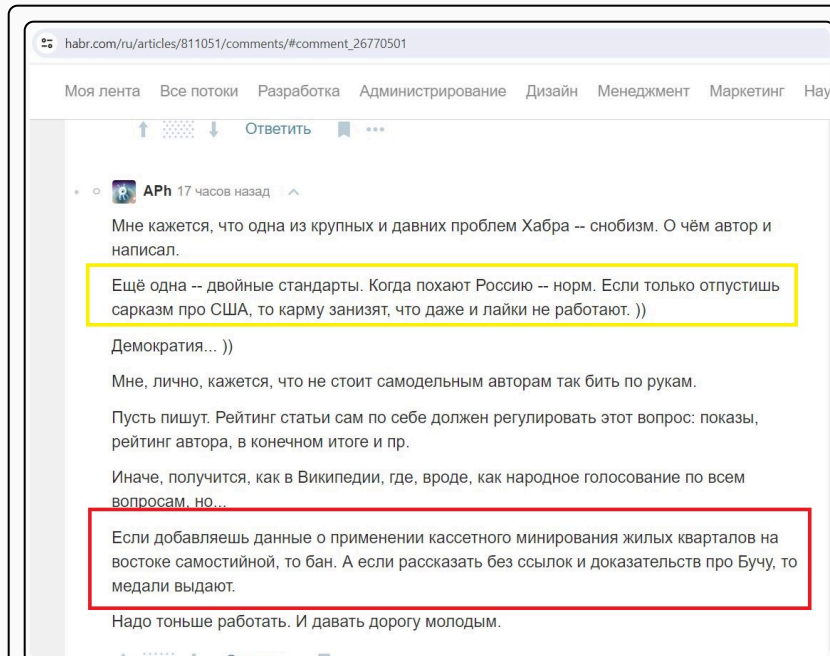 habr.com/ru/articles/811051/comments/#comment_26770501
Моя лента Все потоки Разработка Администрирование Дизайн Менеджмент Маркетинг Нау
Ответить
APh 17 часов назад
Мне кажется, что одна из крупных и давних проблем Хабра -- снобизм. О чём автор и
написал.
Ещё одна -- двойные стандарты. Когда похают Россию -- норм. Если только отпустишь
сарказм про США, то карму занизят, что даже и лайки не работают. ))
Демократия... ))
Мне, лично, кажется, что не стоит самодельным авторам так бить по рукам.
Пусть пишут. Рейтинг статьи сам по себе должен регулировать этот вопрос: показы,
рейтинг автора, в конечном итоге и пр.
Иначе, получится, как в Википедии, где, вроде, как народное голосование по всем
вопросам, но...
Если добавляешь данные о применении кассетного минирования жилых кварталов на
востоке самостийной, то бан. А если рассказать без ссылок и доказательств про Бучу, то
медали выдают.
Надо тоньше работать. И давать дорогу молодым.